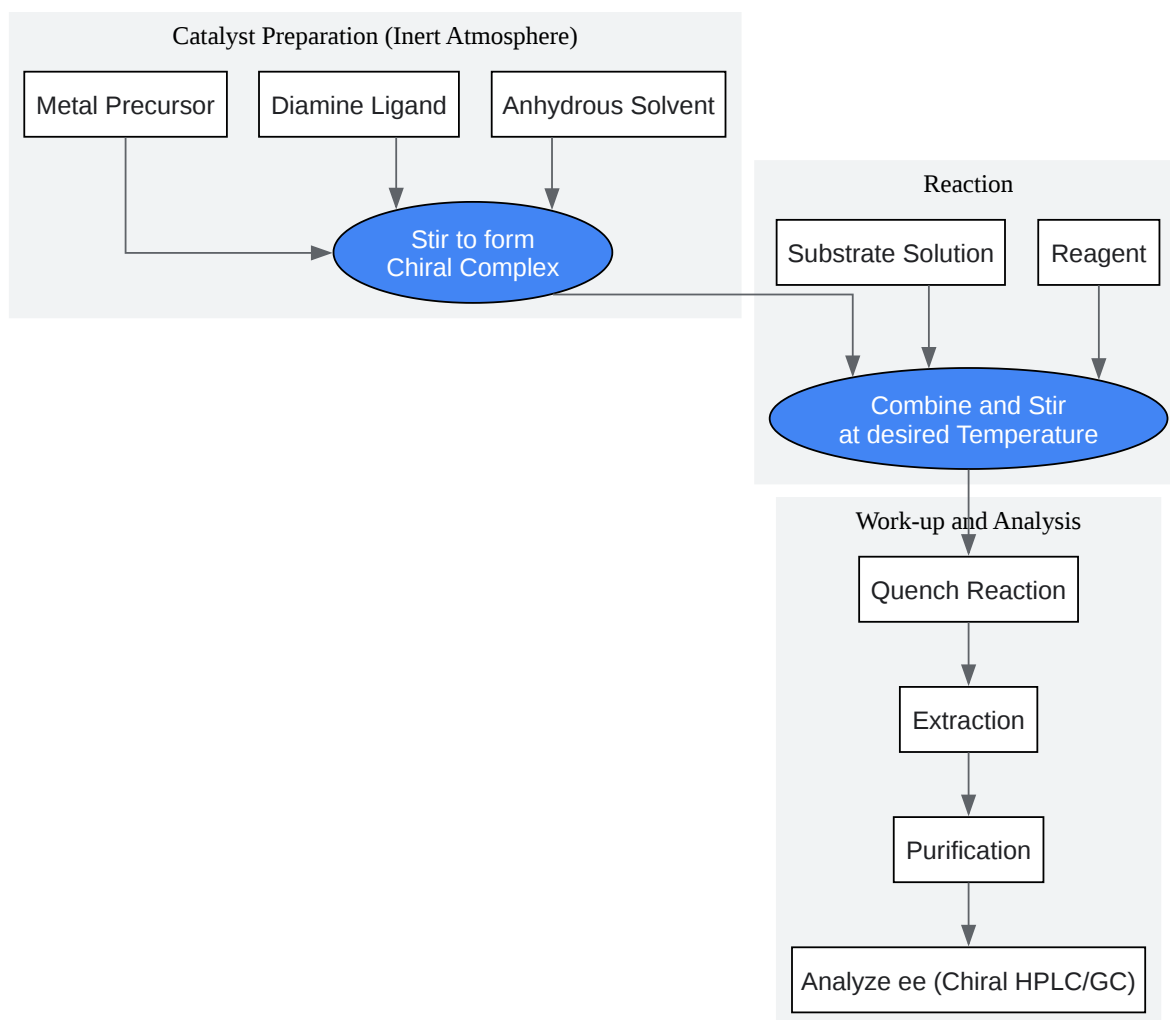 Catalyst Preparation (Inert Atmosphere)
Metal Precursor
Diamine Ligand
Anhydrous Solvent
Stir to form
Chiral Complex
Reaction
Substrate Solution
Reagent
Combine and Stir
at desired Temperature
Work-up and Analysis
Quench Reaction
Extraction
Purification
Analyze ee (Chiral HPLC/GC)